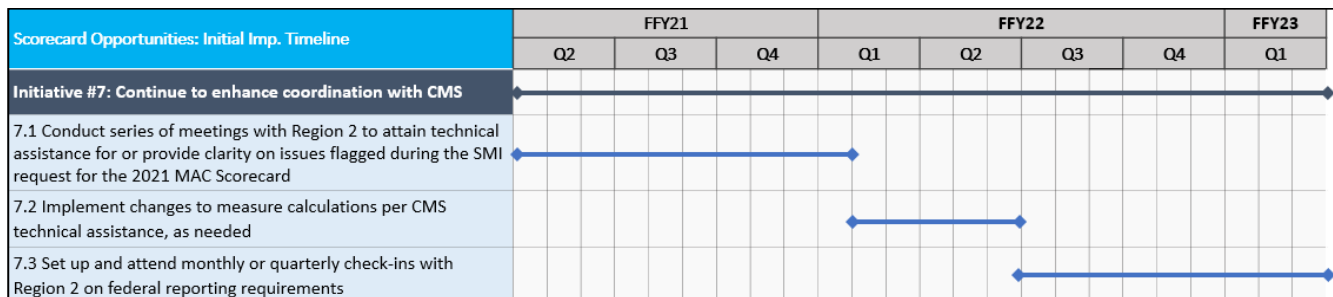 FFY21 FFY22 FFY23
Scorecard Opportunities: Initial Imp. Timeline
Q2 Q3 Q4 Q1 Q2 Q3 Q4 Q1
Initiative #7: Continue to enhance coordination with CMS
7.1 Conduct series of meetings with Region 2 to attain technical
assistance for or provide clarity on issues flagged during the SMI
request for the 2021 MAC Scorecard
7.2 Implement changes to measure calculations per CMS
technical assistance, as needed
7.3 Set up and attend monthly or quarterly check-ins with
Region 2 on federal reporting requirements